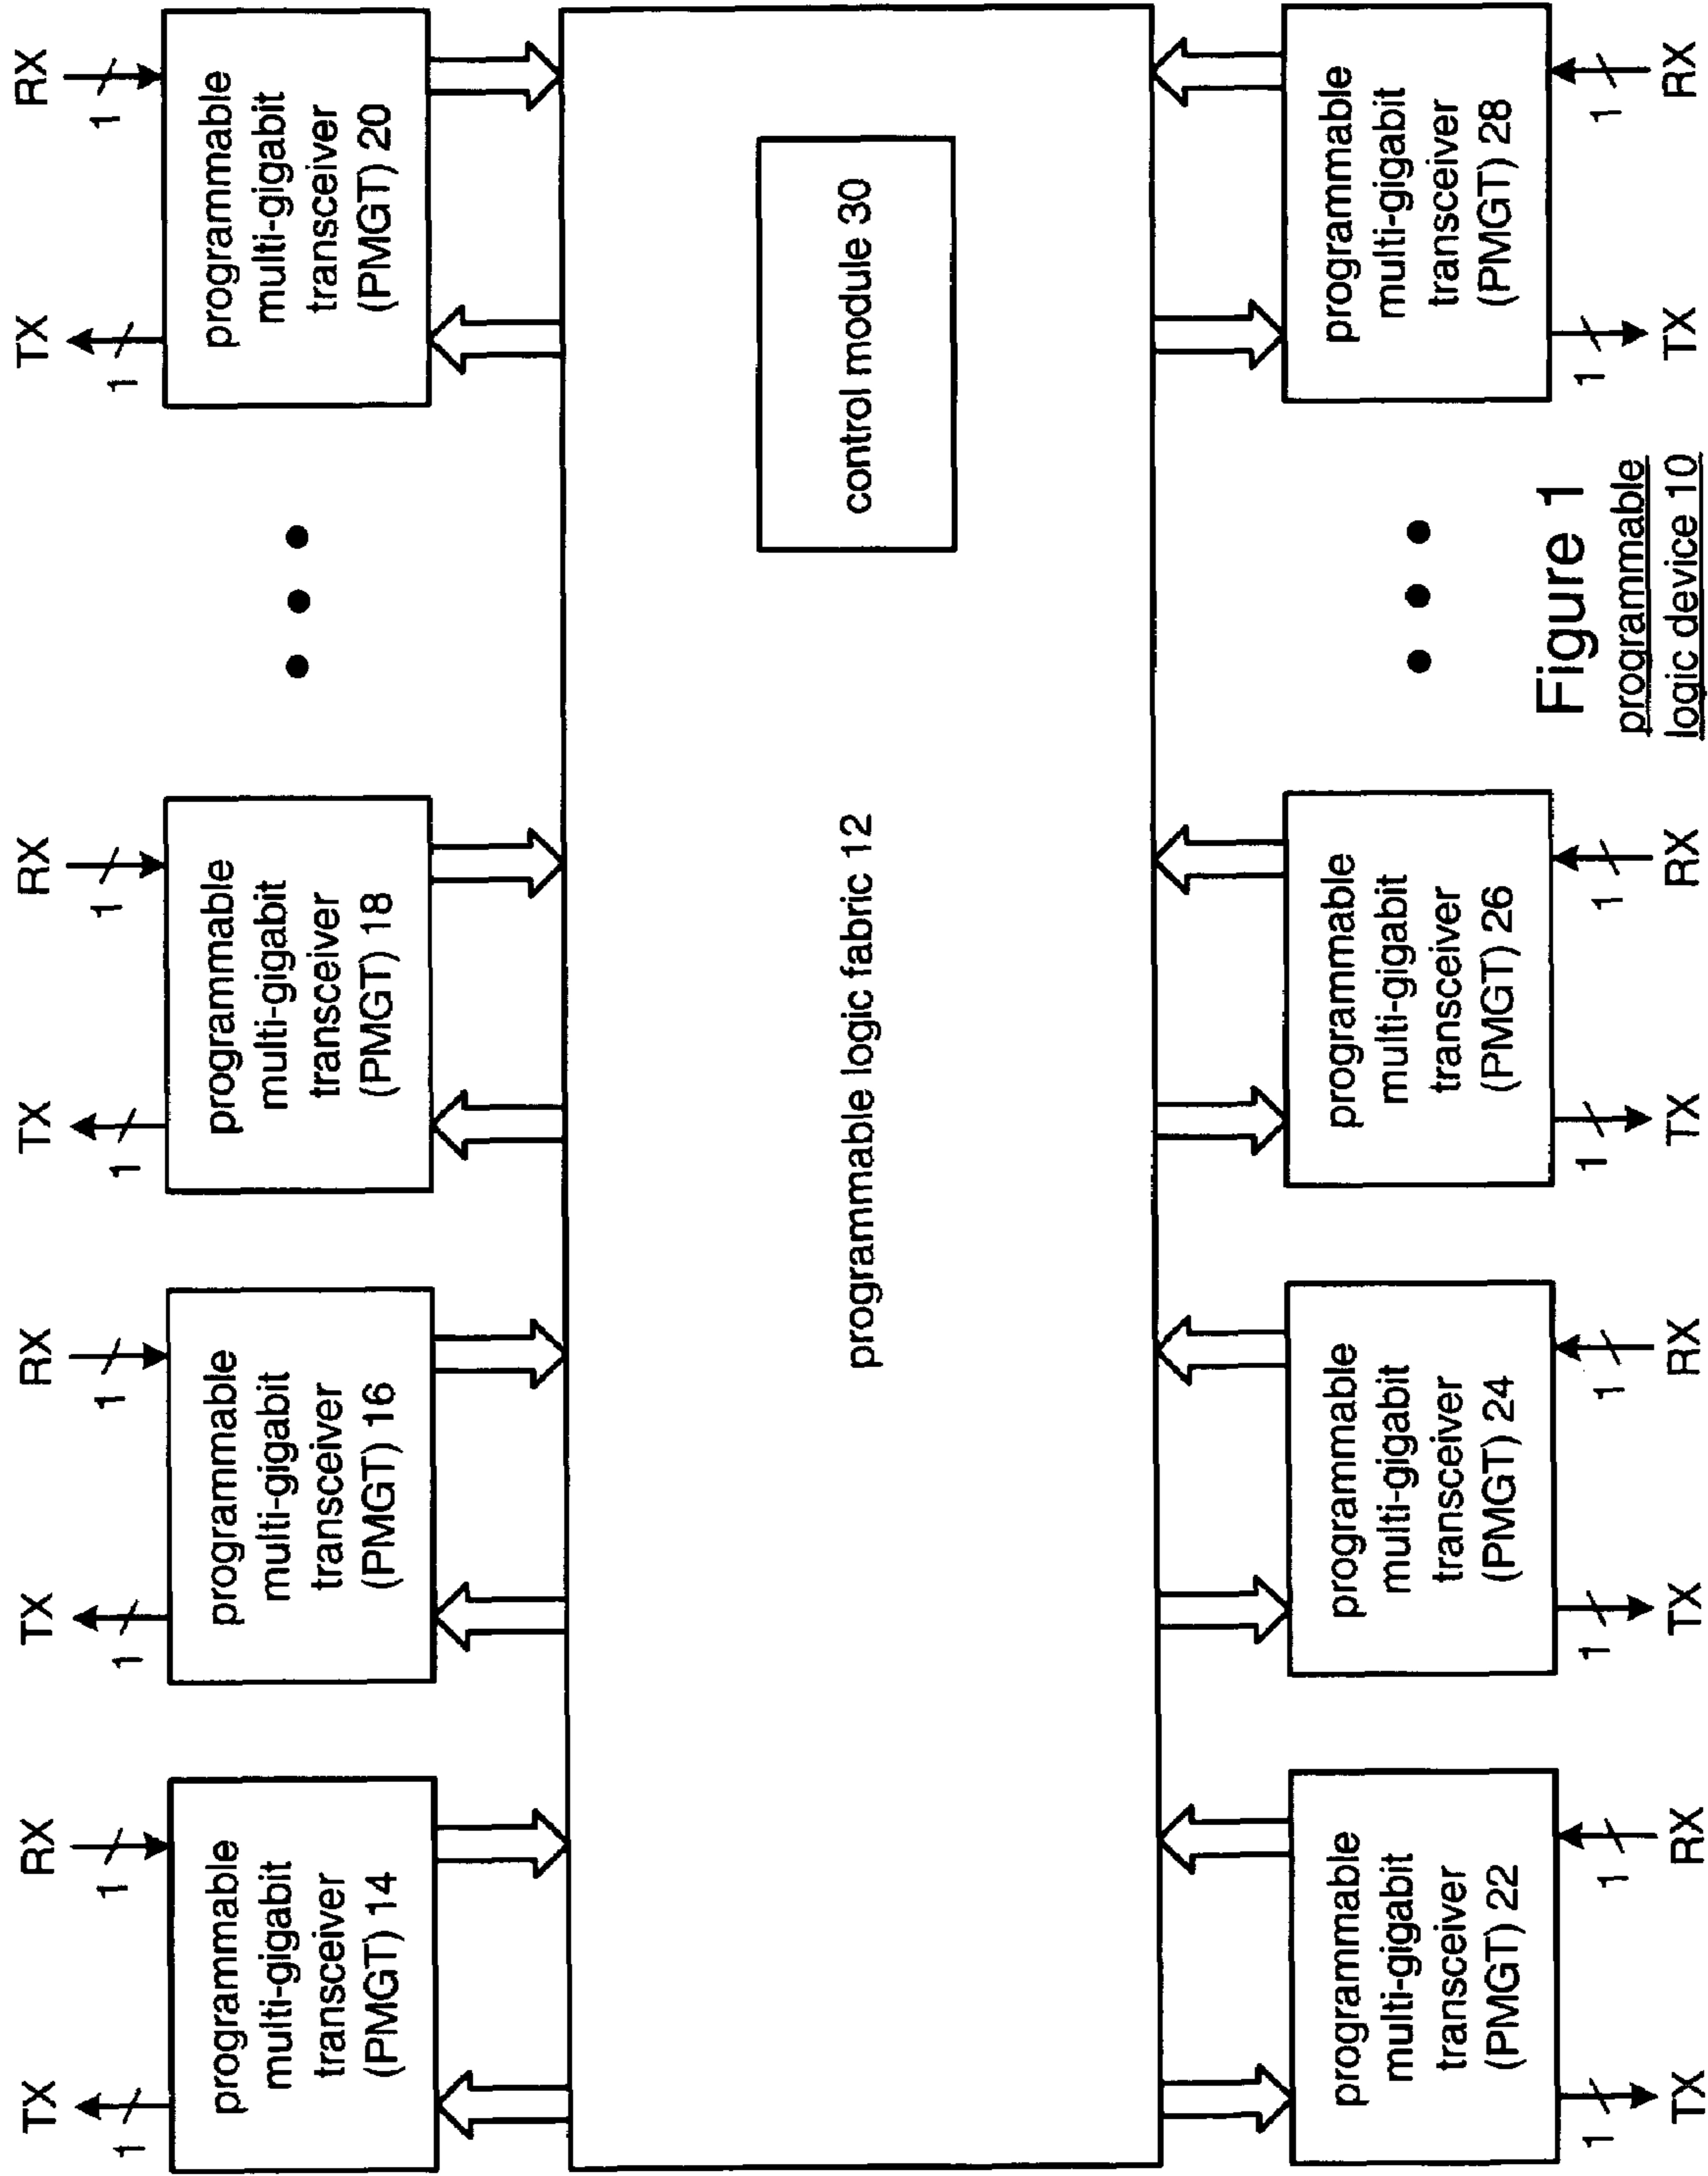 TX
RX
TX
RX
TX
RX
TX
RX
1
1
1
1
1
1
1
1
programmable
multi-gigabit
transceiver
(PMGT) 14
programmable
multi-gigabit
transceiver
(PMGT) 16
programmable
multi-gigabit
transceiver
(PMGT) 18
programmable
multi-gigabit
transceiver
(PMGT) 20
programmable logic fabric 12
control module 30
programmable
multi-gigabit
transceiver
(PMGT) 22
programmable
multi-gigabit
transceiver
(PMGT) 24
programmable
multi-gigabit
transceiver
(PMGT) 26
programmable
multi-gigabit
transceiver
(PMGT) 28
1
1
1
1
1
1
1
1
TX
RX
TX
RX
TX
RX
TX
RX
Figure 1
programmable
logic device 10